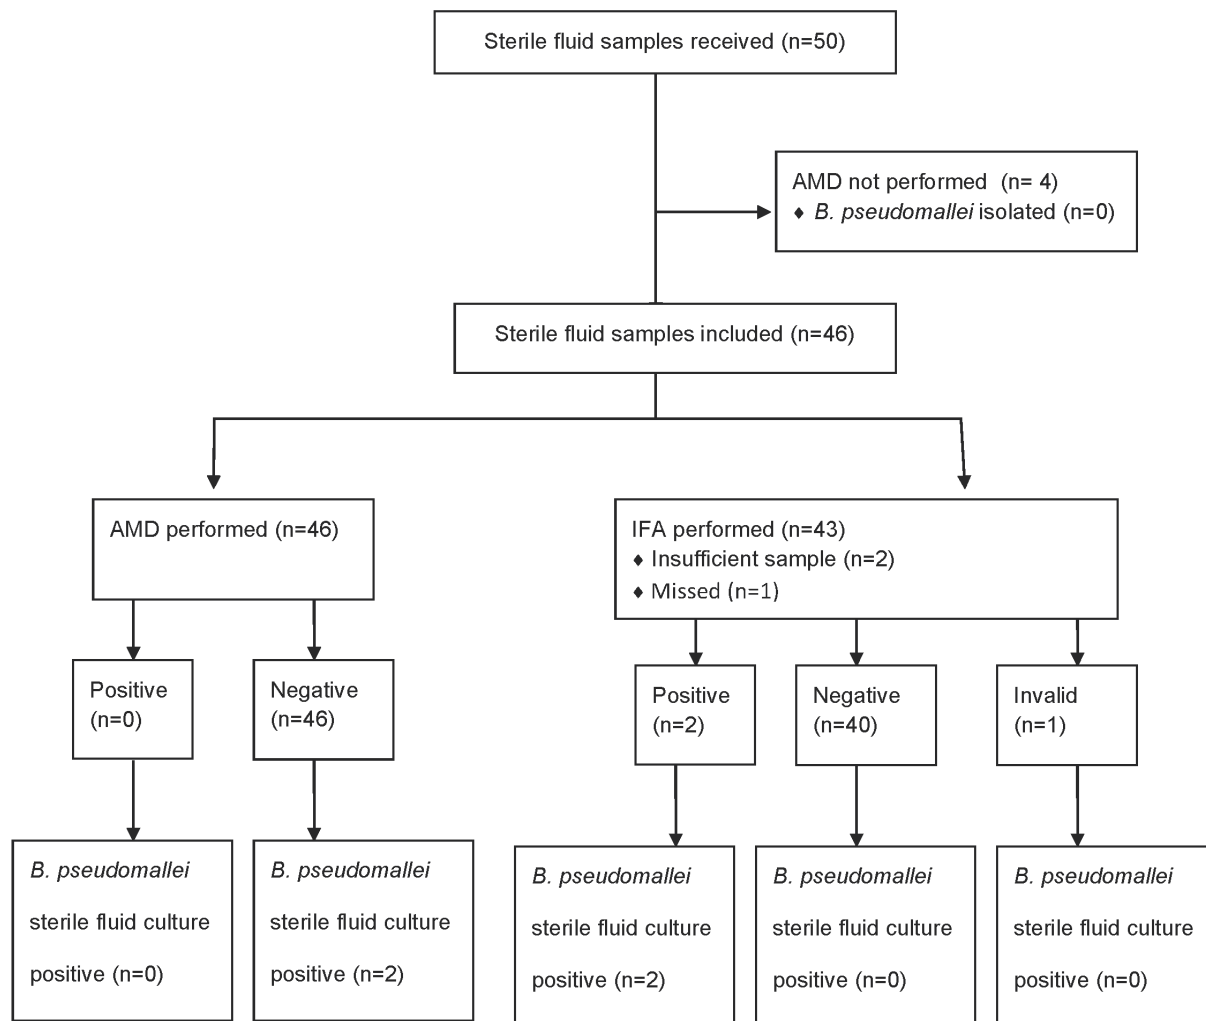 Sterile fluid samples received (n=50)
AMD not performed  (n= 4)
♦ B. pseudomallei isolated (n=0)
Sterile fluid samples included (n=46)
AMD performed (n=46)
IFA performed (n=43)
♦ Insufficient sample (n=2)
♦ Missed (n=1)
Positive
(n=0)
Negative
(n=46)
Positive
(n=2)
Negative
(n=40)
Invalid
(n=1)
B. pseudomallei
sterile fluid culture
positive (n=0)
B. pseudomallei
sterile fluid culture
positive (n=2)
B. pseudomallei
sterile fluid culture
positive (n=2)
B. pseudomallei
sterile fluid culture
positive (n=0)
B. pseudomallei
sterile fluid culture
positive (n=0)